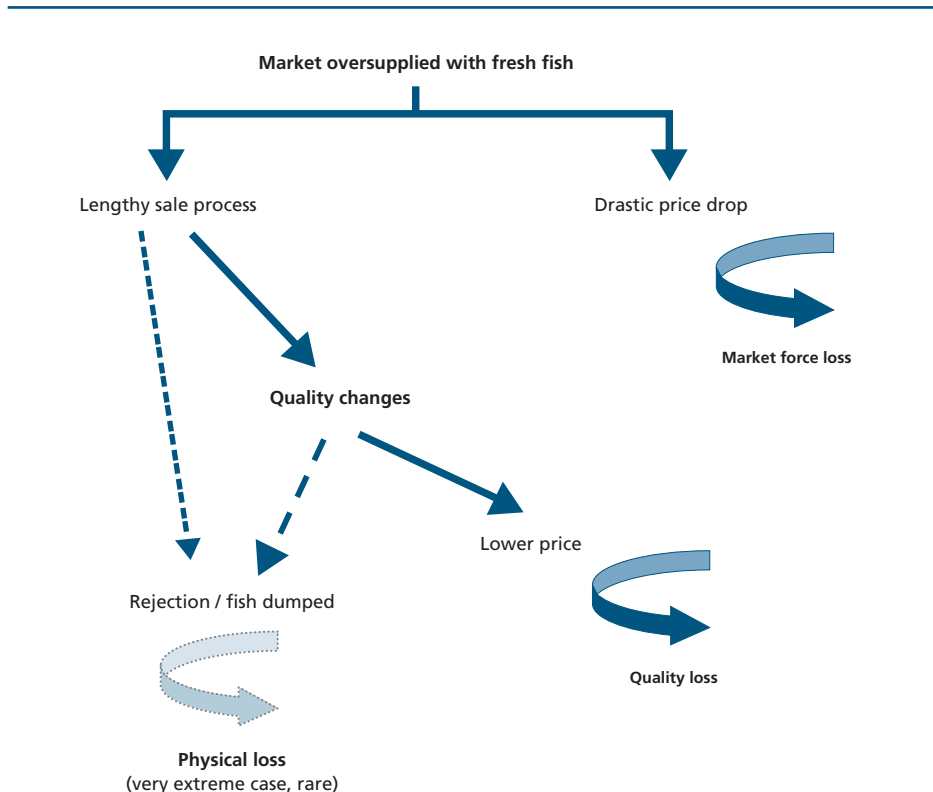 Market oversupplied with fresh fish
Lengthy sale process
Drastic price drop
Market force loss
Quality changes
Lower price
Rejection / fish dumped
Quality loss
Physical loss
(very extreme case, rare)